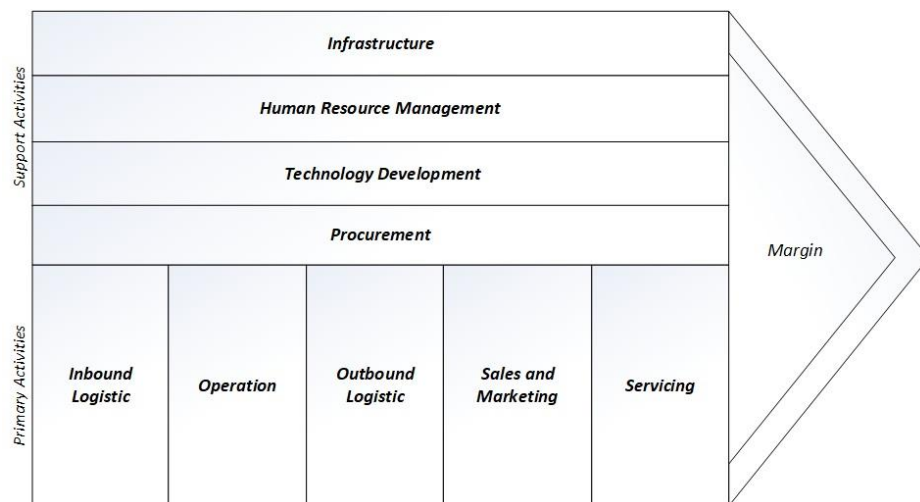 Support Activities
Infrastructure
Human Resource Management
Technology Development
Procurement
Margin
Primary Activities
Inbound
Logistic
Operation
Outbound
Logistic
Sales and
Marketing
Servicing